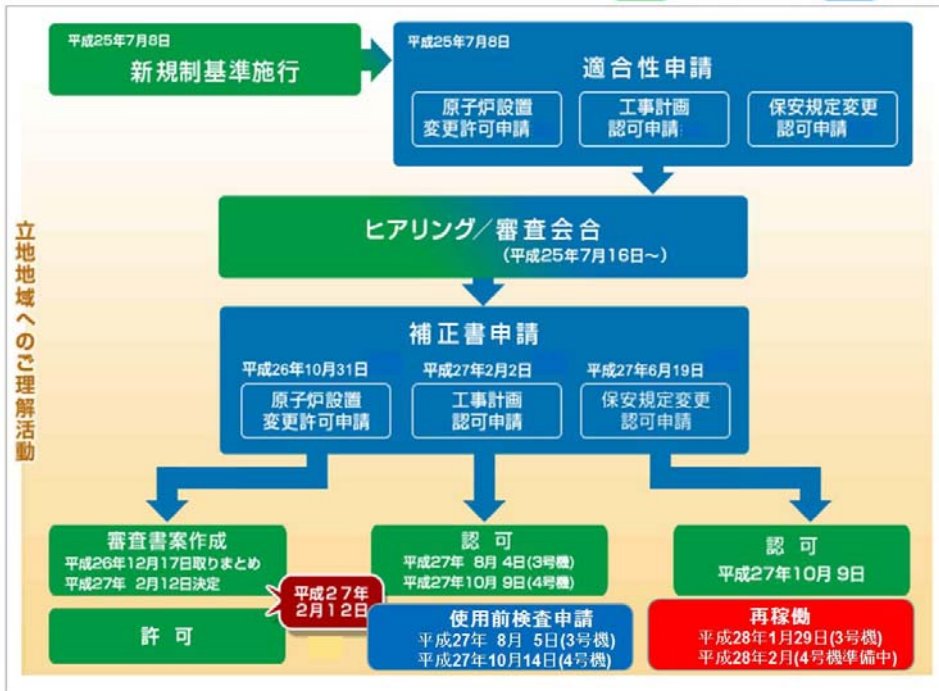 平成25年7月8日
新規制基準施行
平成25年7月8日
適合性申請
原子炉設置
変更許可申請
工事計画
認可申請
保安規定変更
認可申請
ヒアリング／審査会合
(平成25年7月16日～)
立地地域へのご理解活動
補正書申請
平成26年10月31日
原子炉設置
変更許可申請
平成27年2月2日
工事計画
認可申請
平成27年6月19日
保安規定変更
認可申請
審査書案作成
平成26年12月17日取りまとめ
平成27年 2月12日決定
許 可
平成27年
2月12日
認 可
平成27年 8月 4日(3号機)
平成27年10月 9日(4号機)
使用前検査申請
平成27年 8月 5日(3号機)
平成27年10月14日(4号機)
認 可
平成27年10月 9日
再稼働
平成28年1月29日(3号機)
平成28年2月(4号機準備中)